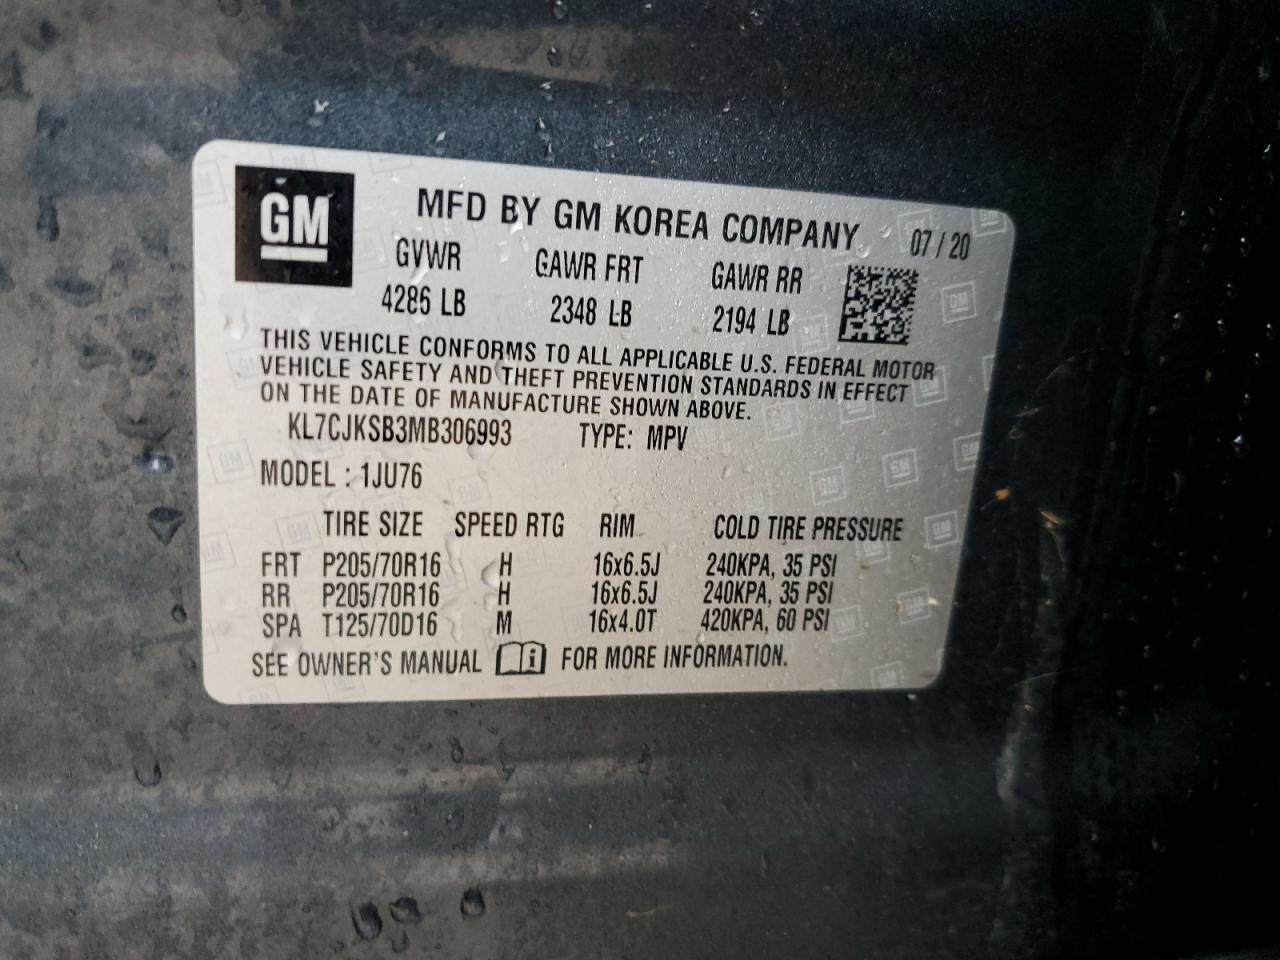 GM
MFD BY GM KOREA COMPANY
07 / 20
GVWR GAWR FRT GAWR RR
4286 LB 2348 LB 2194 LB
THIS VEHICLE CONFORMS TO ALL APPLICABLE U.S. FEDERAL MOTOR
VEHICLE SAFETY AND THEFT PREVENTION STANDARDS IN EFFECT
ON THE DATE OF MANUFACTURE SHOWN ABOVE.
KL7CJKSB3MB306993 TYPE: MPV
MODEL : 1JU76
TIRE SIZE SPEED RTG RIM COLD TIRE PRESSURE
FRT P205/70R16 H 16x6.5J 240KPA, 35 PSI
RR P205/70R16 H 16x6.5J 240KPA, 35 PSI
SPA T125/70D16 M 16x4.0T 420KPA, 60 PSI
SEE OWNER'S MANUAL i FOR MORE INFORMATION.